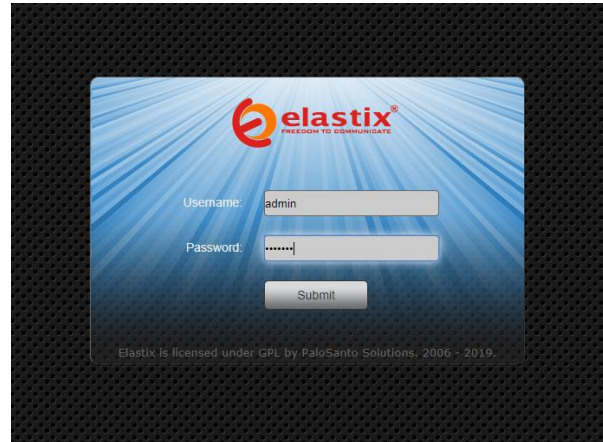 elastix®
FREEDOM TO COMMUNICATE
Username: admin
Password: •••••••
Submit
Elastix is licensed under GPL by PaloSanto Solutions. 2006 - 2019.